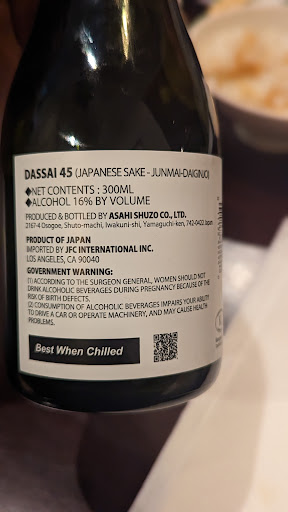 DASSAI 45 (JAPANESE SAKE - JUNMAI-DAIGINJO)
◆NET CONTENTS : 300ML
◆ALCOHOL 16% BY VOLUME
PRODUCED & BOTTLED BY ASAHI SHUZO CO., LTD.
2167-4 Osogoe, Shuto-machi, Iwakuni-shi, Yamaguchi-ken, 742-0422 Japan
PRODUCT OF JAPAN
IMPORTED BY JFC INTERNATIONAL INC.
LOS ANGELES, CA 90040
GOVERNMENT WARNING:
(1) ACCORDING TO THE SURGEON GENERAL, WOMEN SHOULD NOT
DRINK ALCOHOLIC BEVERAGES DURING PREGNANCY BECAUSE OF THE
RISK OF BIRTH DEFECTS.
(2) CONSUMPTION OF ALCOHOLIC BEVERAGES IMPAIRS YOUR ABILITY
TO DRIVE A CAR OR OPERATE MACHINERY, AND MAY CAUSE HEALTH
PROBLEMS.
Best When Chilled